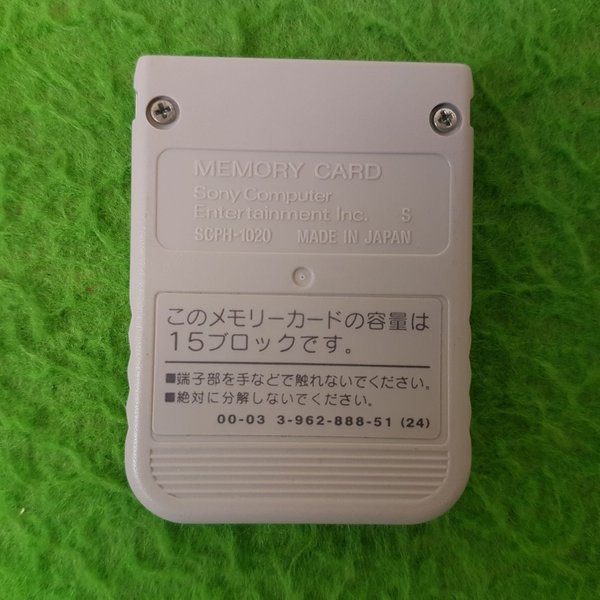 MEMORY CARD
Sony Computer
Entertainment Inc. S
SCPH-1020 MADE IN JAPAN
このメモリーカードの容量は
15ブロックです。
■端子部を手などで触れないでください。
■絶対に分解しないでください。
00-03 3-962-888-51 (24)